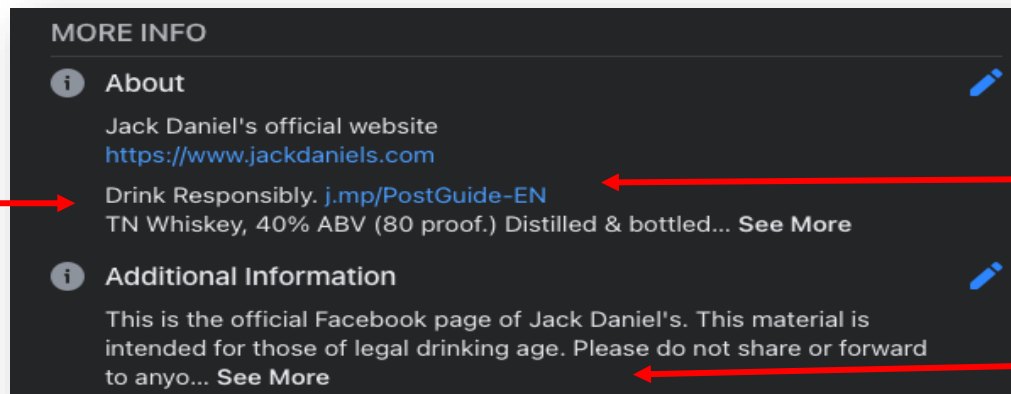 MORE INFO
About
Jack Daniel's official website
https://www.jackdaniels.com
Drink Responsibly. j.mp/PostGuide-EN
TN Whiskey, 40% ABV (80 proof.) Distilled & bottled... See More
Additional Information
This is the official Facebook page of Jack Daniel's. This material is
intended for those of legal drinking age. Please do not share or forward
to anyo... See More